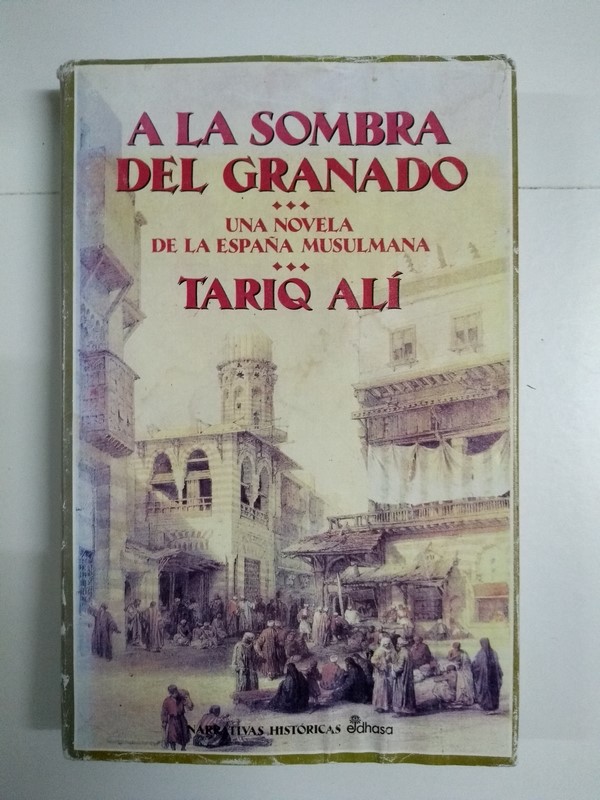 A LA SOMBRA
DEL GRANADO
UNA NOVELA
DE LA ESPAÑA MUSULMANA
TARIQ ALÍ
NARRATIVAS HISTÓRICAS edhasa